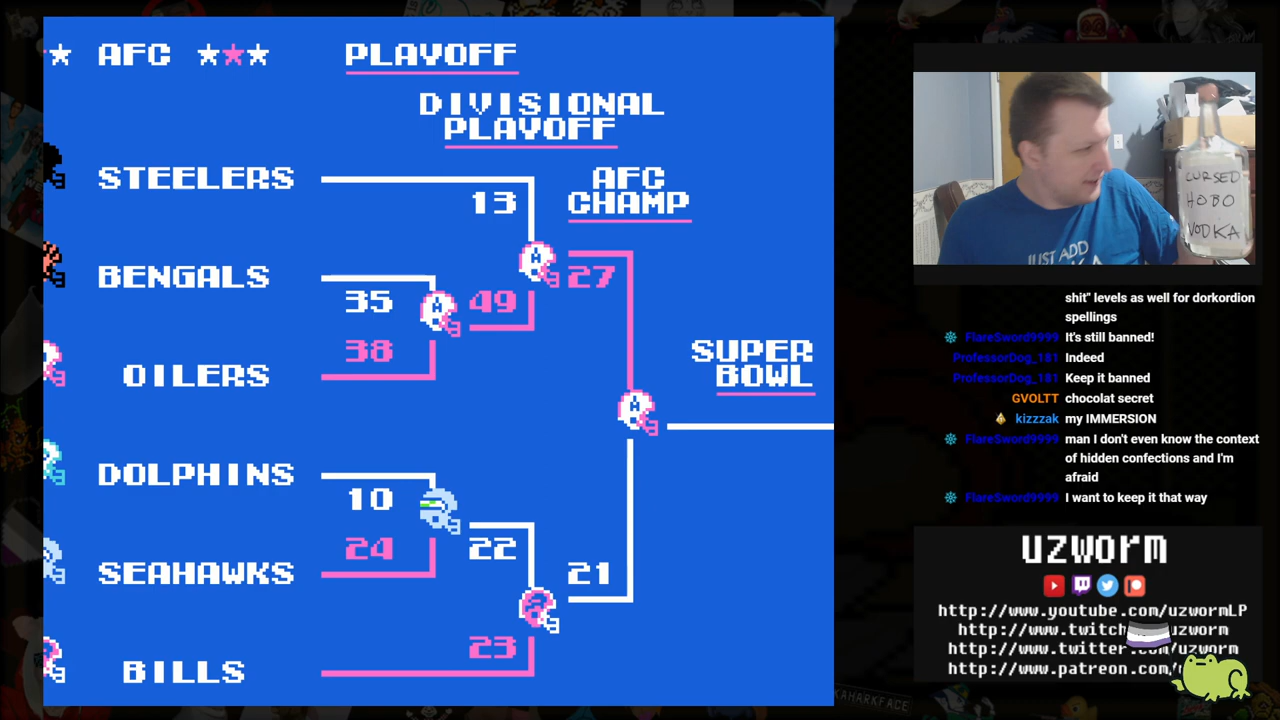 ★ AFC ★★★ PLAYOFF
DIVISIONAL
PLAYOFF
AFC
CHAMP
STEELERS
13
27
BENGALS
35
49
38
OILERS
SUPER
BOWL
DOLPHINS
10
24
22
21
SEAHAWKS
23
BILLS
CURSED
HOBO
VODKA
JUST ADD
shit" levels as well for dorkordion
spellings
FlareSword9999 It's still banned!
ProfessorDog_181 Indeed
ProfessorDog_181 Keep it banned
GVOLTT chocolat secret
kizzzak my IMMERSION
FlareSword9999 man I don't even know the context
of hidden confections and I'm
afraid
FlareSword9999 I want to keep it that way
uzworm
http://www.youtube.com/uzwormLP
http://www.twitch uzworm
http://www.twitter.com/uzworm
http://www.patreon.com/